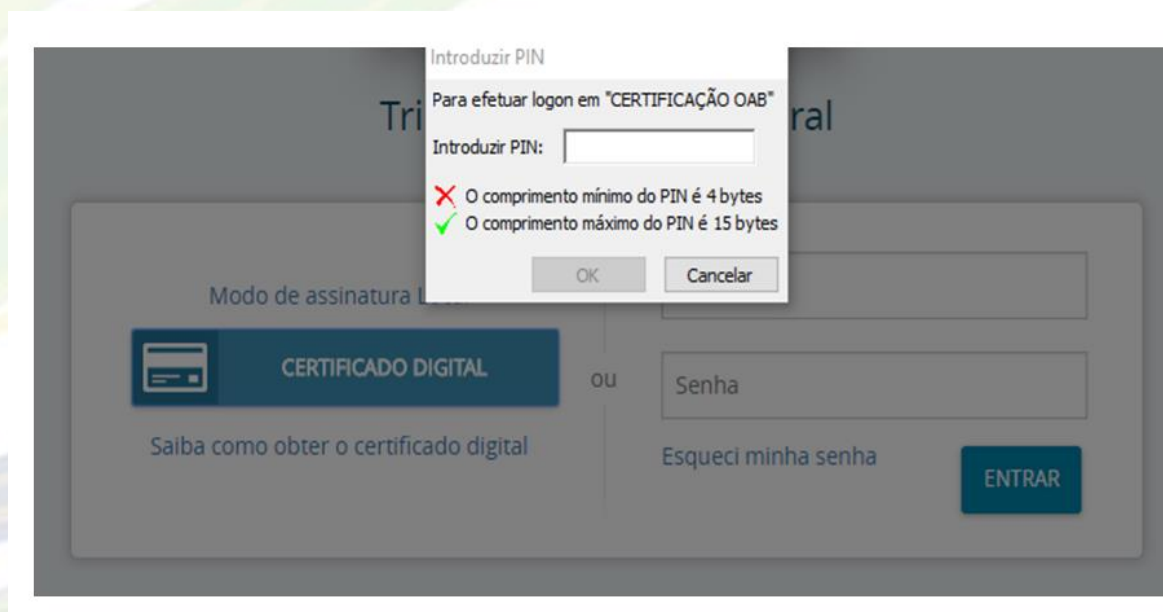 Introduzir PIN
Para efetuar logon em "CERTIFICAÇÃO OAB"
Tri
ral
Introduzir PIN:
O comprimento mínimo do PIN é 4 bytes
O comprimento máximo do PIN é 15 bytes
OK
Cancelar
Modo de assinatura
CERTIFICADO DIGITAL
ou
Senha
Saiba como obter o certificado digital
Esqueci minha senha
ENTRAR